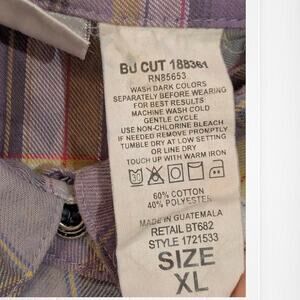 BU CUT 188361
RN85653
WASH DARK COLORS
SEPARATELY BEFORE WEARING
FOR BEST RESULTS
MACHINE WASH COLD
GENTLE CYCLE
USE NON-CHLORINE BLEACH
IF NEEDED REMOVE PROMPTLY
TUMBLE DRY AT LOW SETTING
OR LINE DRY
TOUCH UP WITH WARM IRON
30
60% COTTON
40% POLYESTER
MADE IN GUATEMALA
RETAIL BT682
STYLE 1721533
SIZE
XL